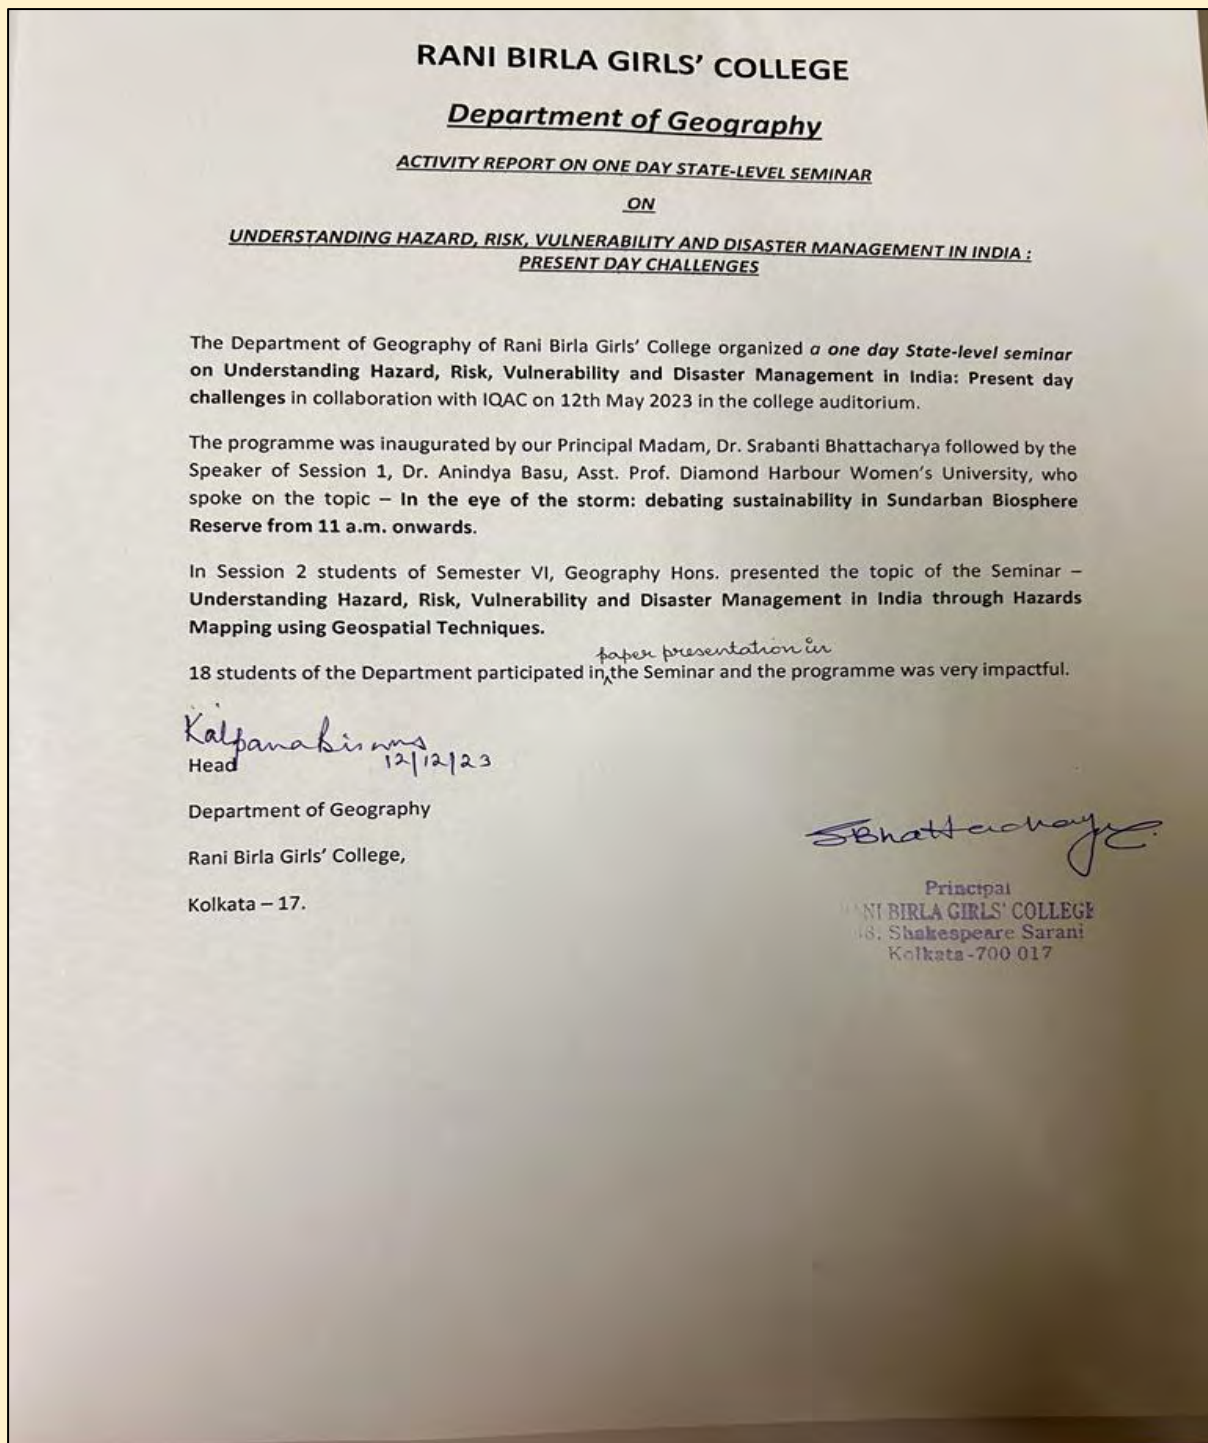 RANI BIRLA GIRLS' COLLEGE
Department of Geography
ACTIVITY REPORT ON ONE DAY STATE-LEVEL SEMINAR
ON
UNDERSTANDING HAZARD, RISK, VULNERABILITY AND DISASTER MANAGEMENT IN INDIA :
PRESENT DAY CHALLENGES
The Department of Geography of Rani Birla Girls' College organized a one day State-level seminar
on Understanding Hazard, Risk, Vulnerability and Disaster Management in India: Present day
challenges in collaboration with IQAC on 12th May 2023 in the college auditorium.
The programme was inaugurated by our Principal Madam, Dr. Srabanti Bhattacharya followed by the
Speaker of Session 1, Dr. Anindya Basu, Asst. Prof. Diamond Harbour Women's University, who
spoke on the topic – In the eye of the storm: debating sustainability in Sundarban Biosphere
Reserve from 11 a.m. onwards.
In Session 2 students of Semester VI, Geography Hons. presented the topic of the Seminar –
Understanding Hazard, Risk, Vulnerability and Disaster Management in India through Hazards
Mapping using Geospatial Techniques.
paper presentation in
18 students of the Department participated in the Seminar and the programme was very impactful.
Kalpana Biswas
Head 12/12/23
Department of Geography
Rani Birla Girls' College,
Kolkata – 17.
SBhattacharya
Principal
BIRLA GIRLS' COLLEGE
Shakespeare Sarani
Kolkata-700 017